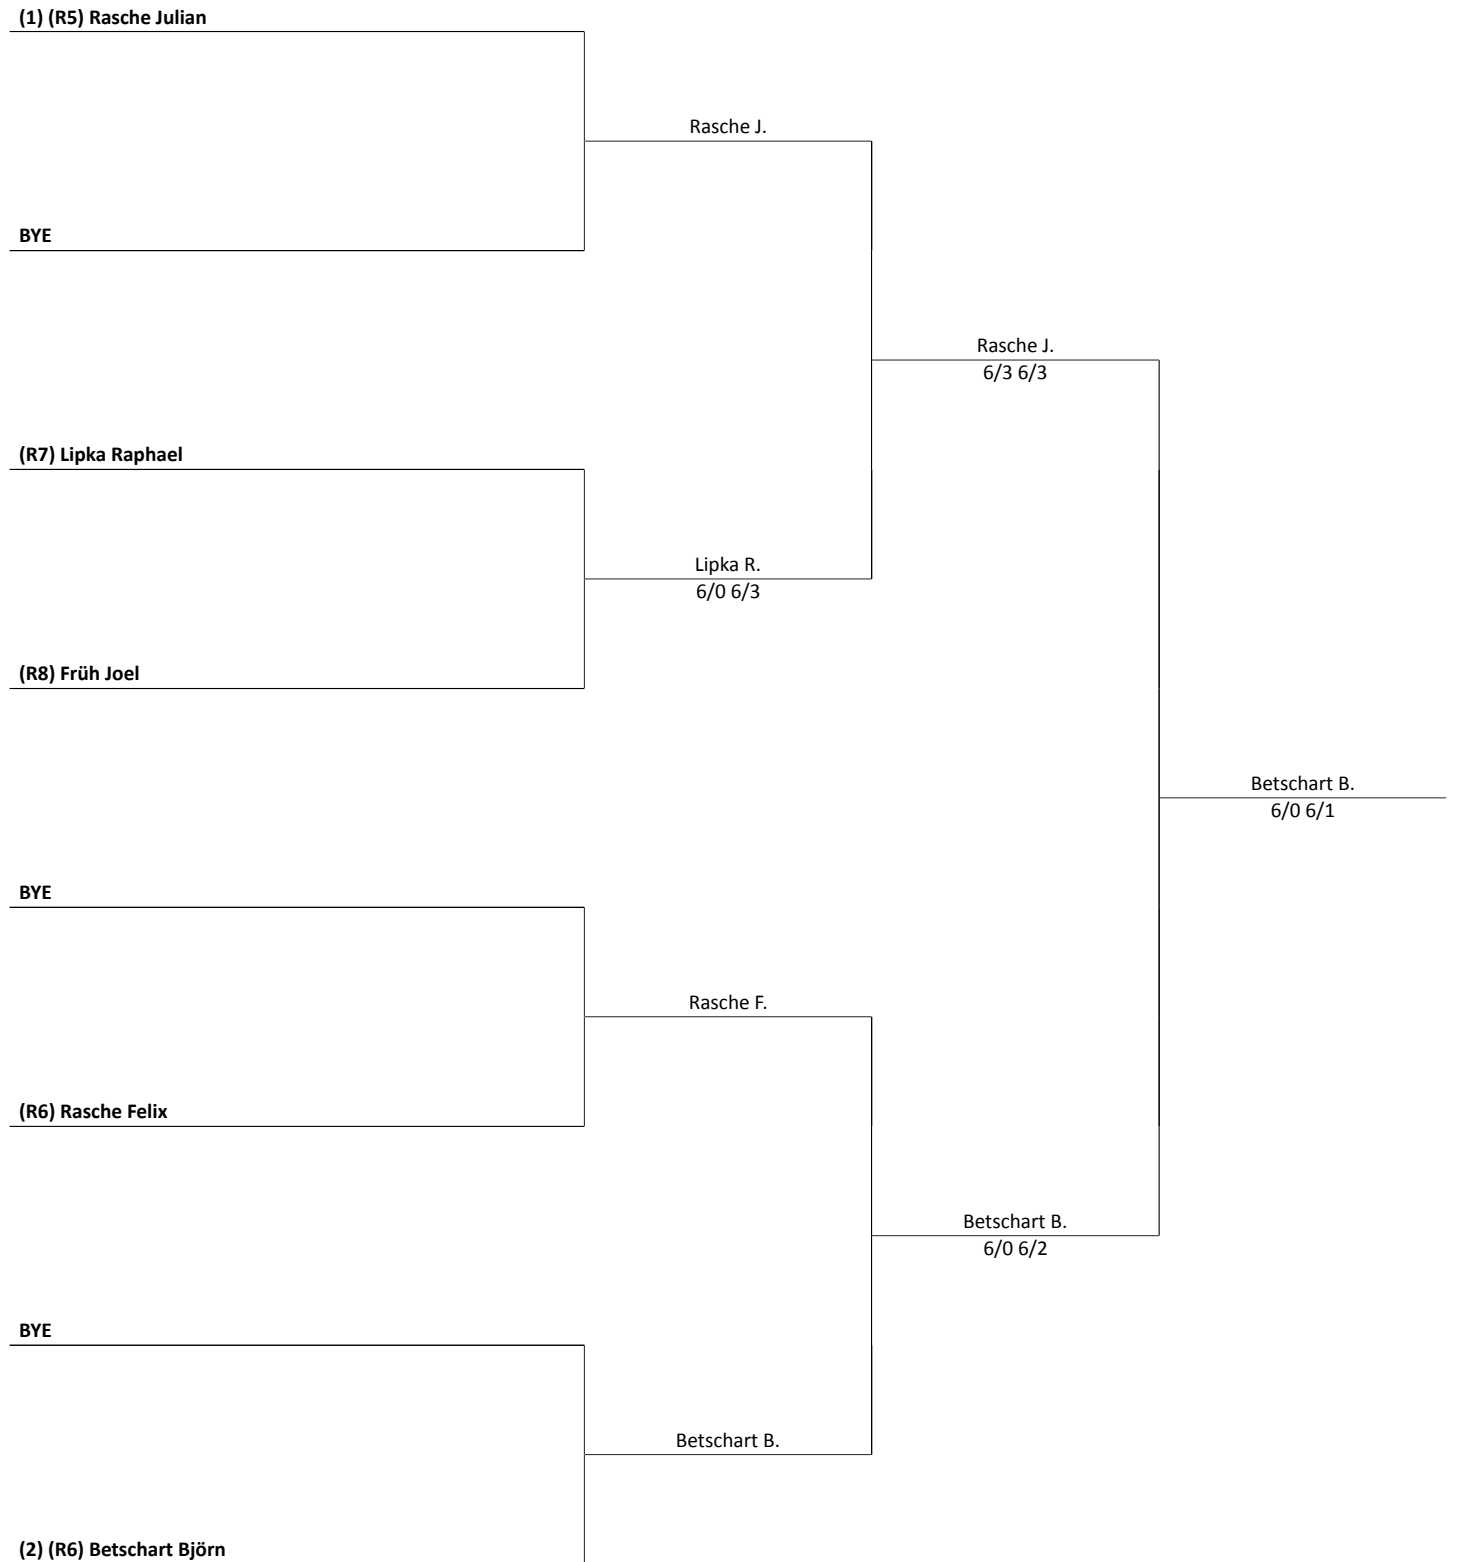 (1) (R5) Rasche Julian
Rasche J.
BYE
Rasche J.
6/3 6/3
(R7) Lipka Raphael
Lipka R.
6/0 6/3
(R8) Früh Joel
Betschart B.
6/0 6/1
BYE
Rasche F.
(R6) Rasche Felix
Betschart B.
6/0 6/2
BYE
Betschart B.
(2) (R6) Betschart Björn